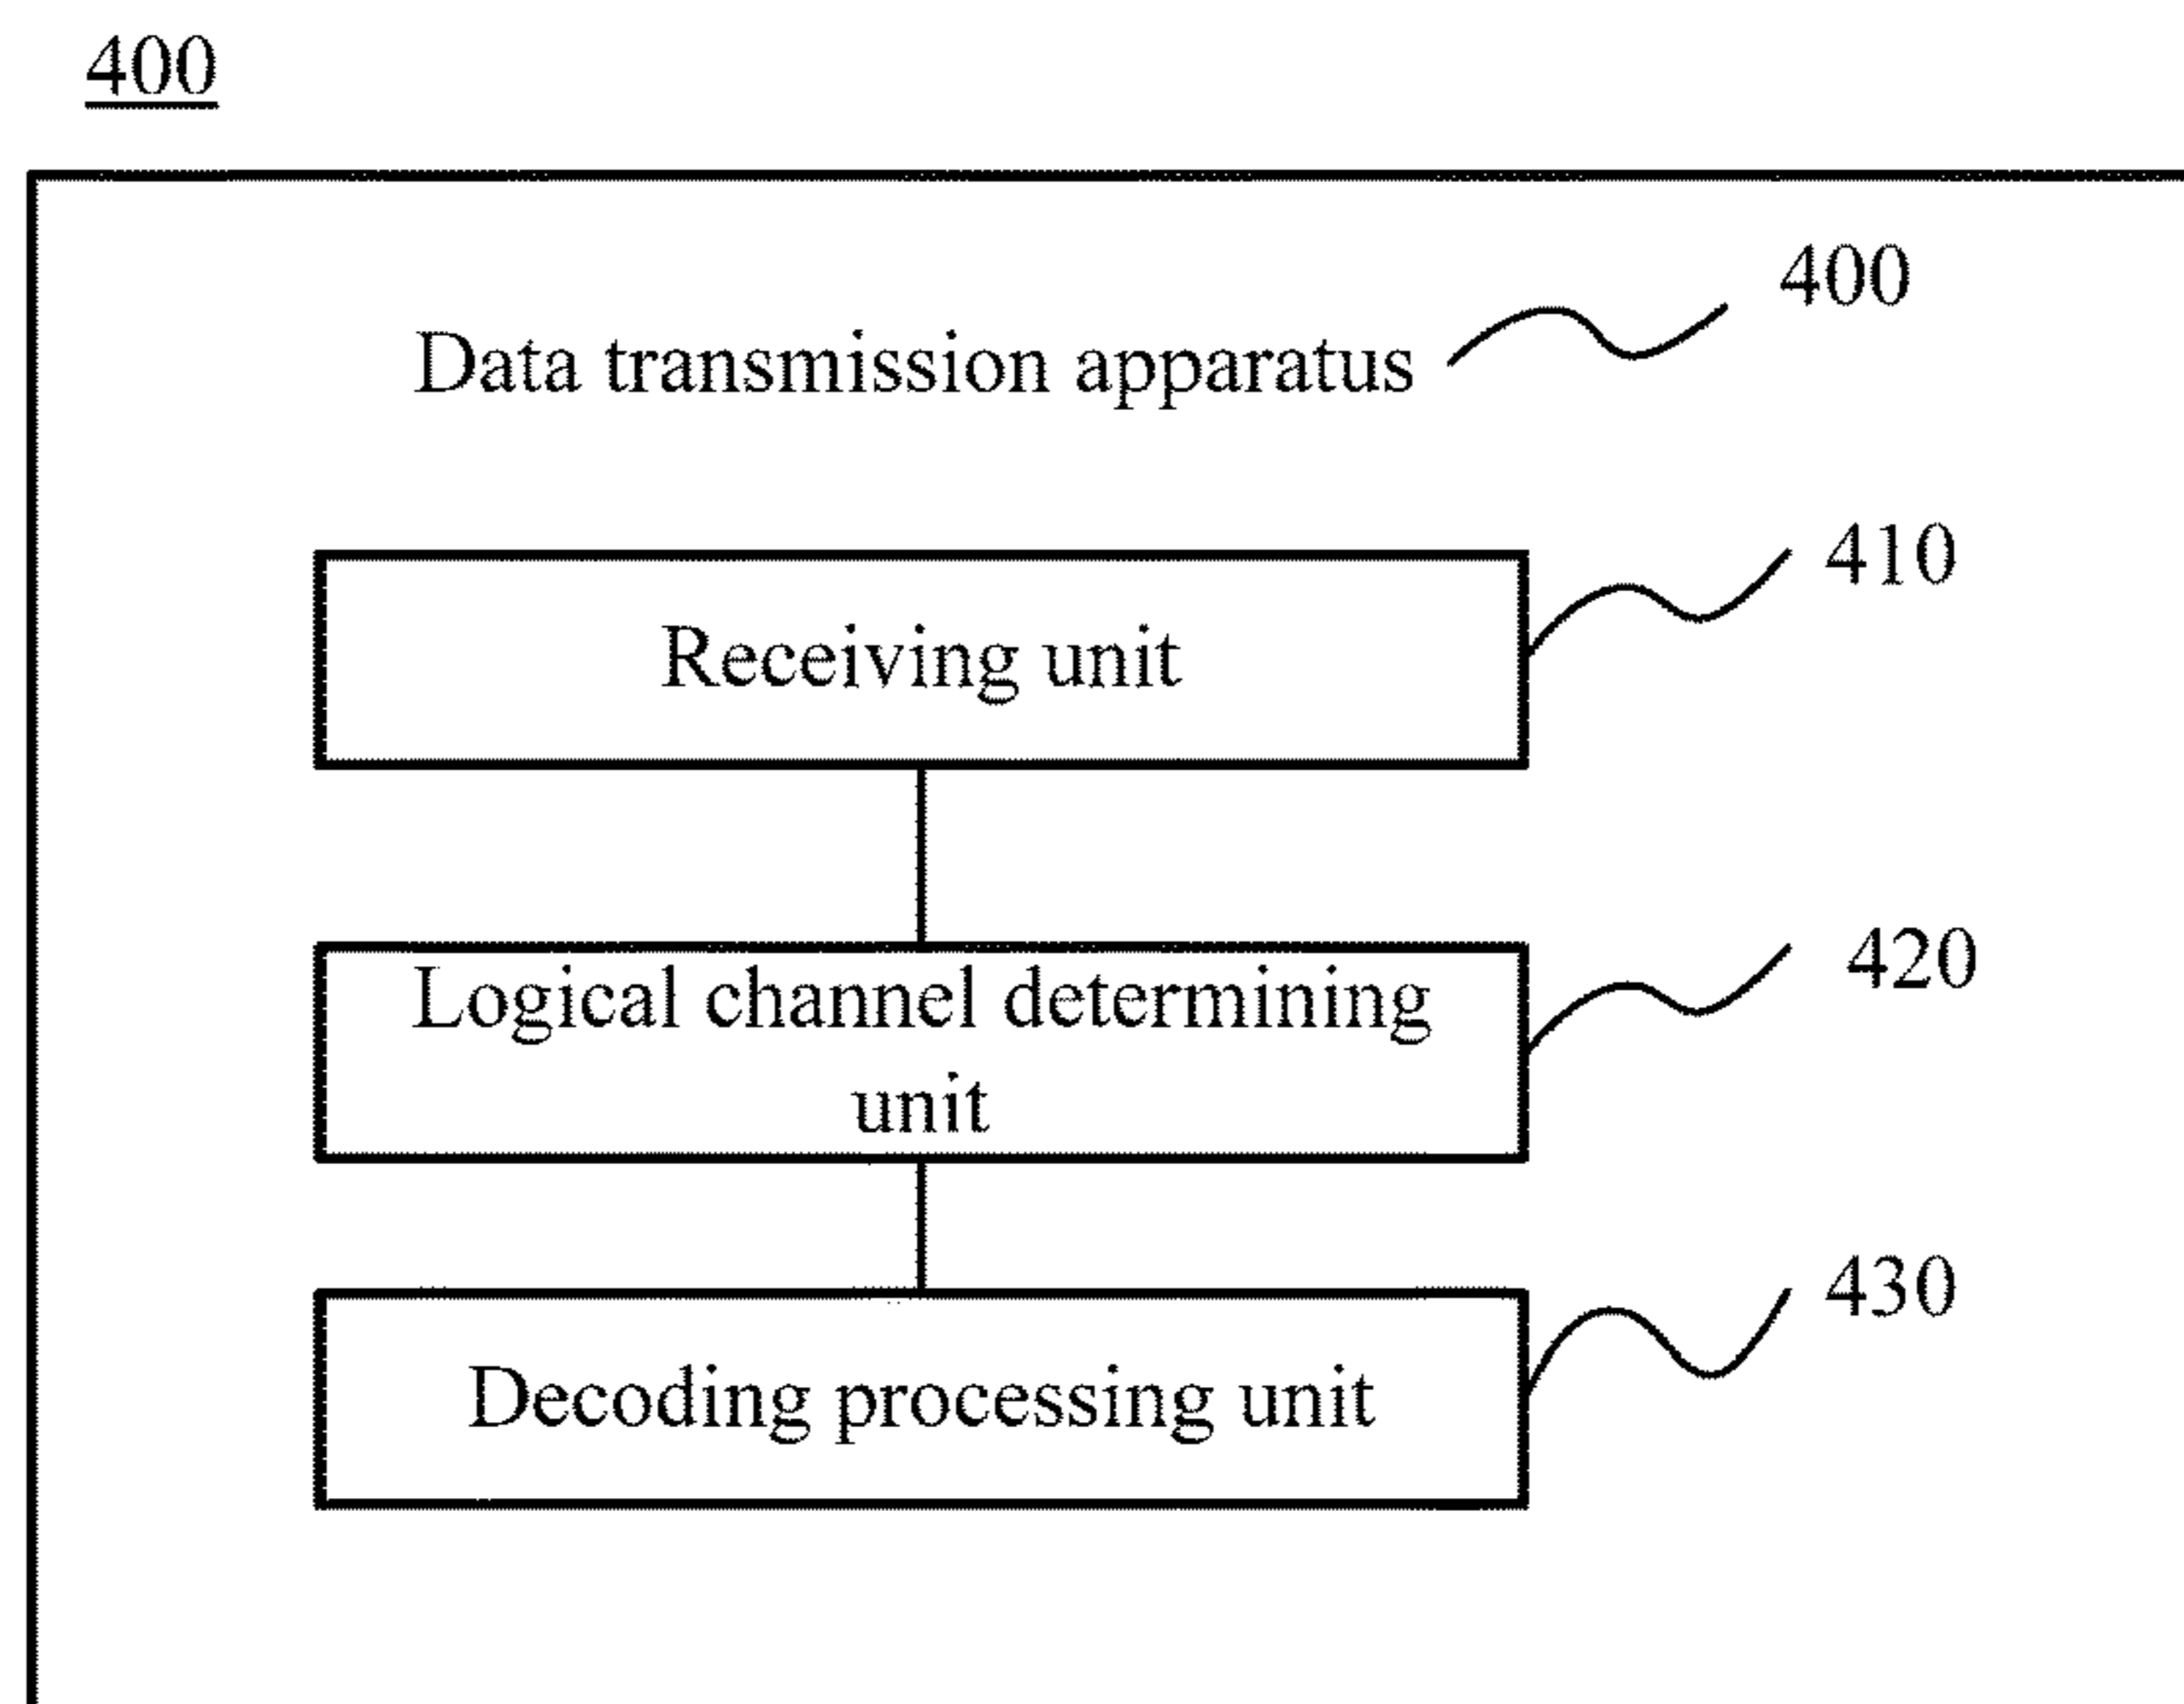 400
400
Data transmission apparatus
410
Receiving unit
420
Logical channel determining
unit
430
Decoding processing unit